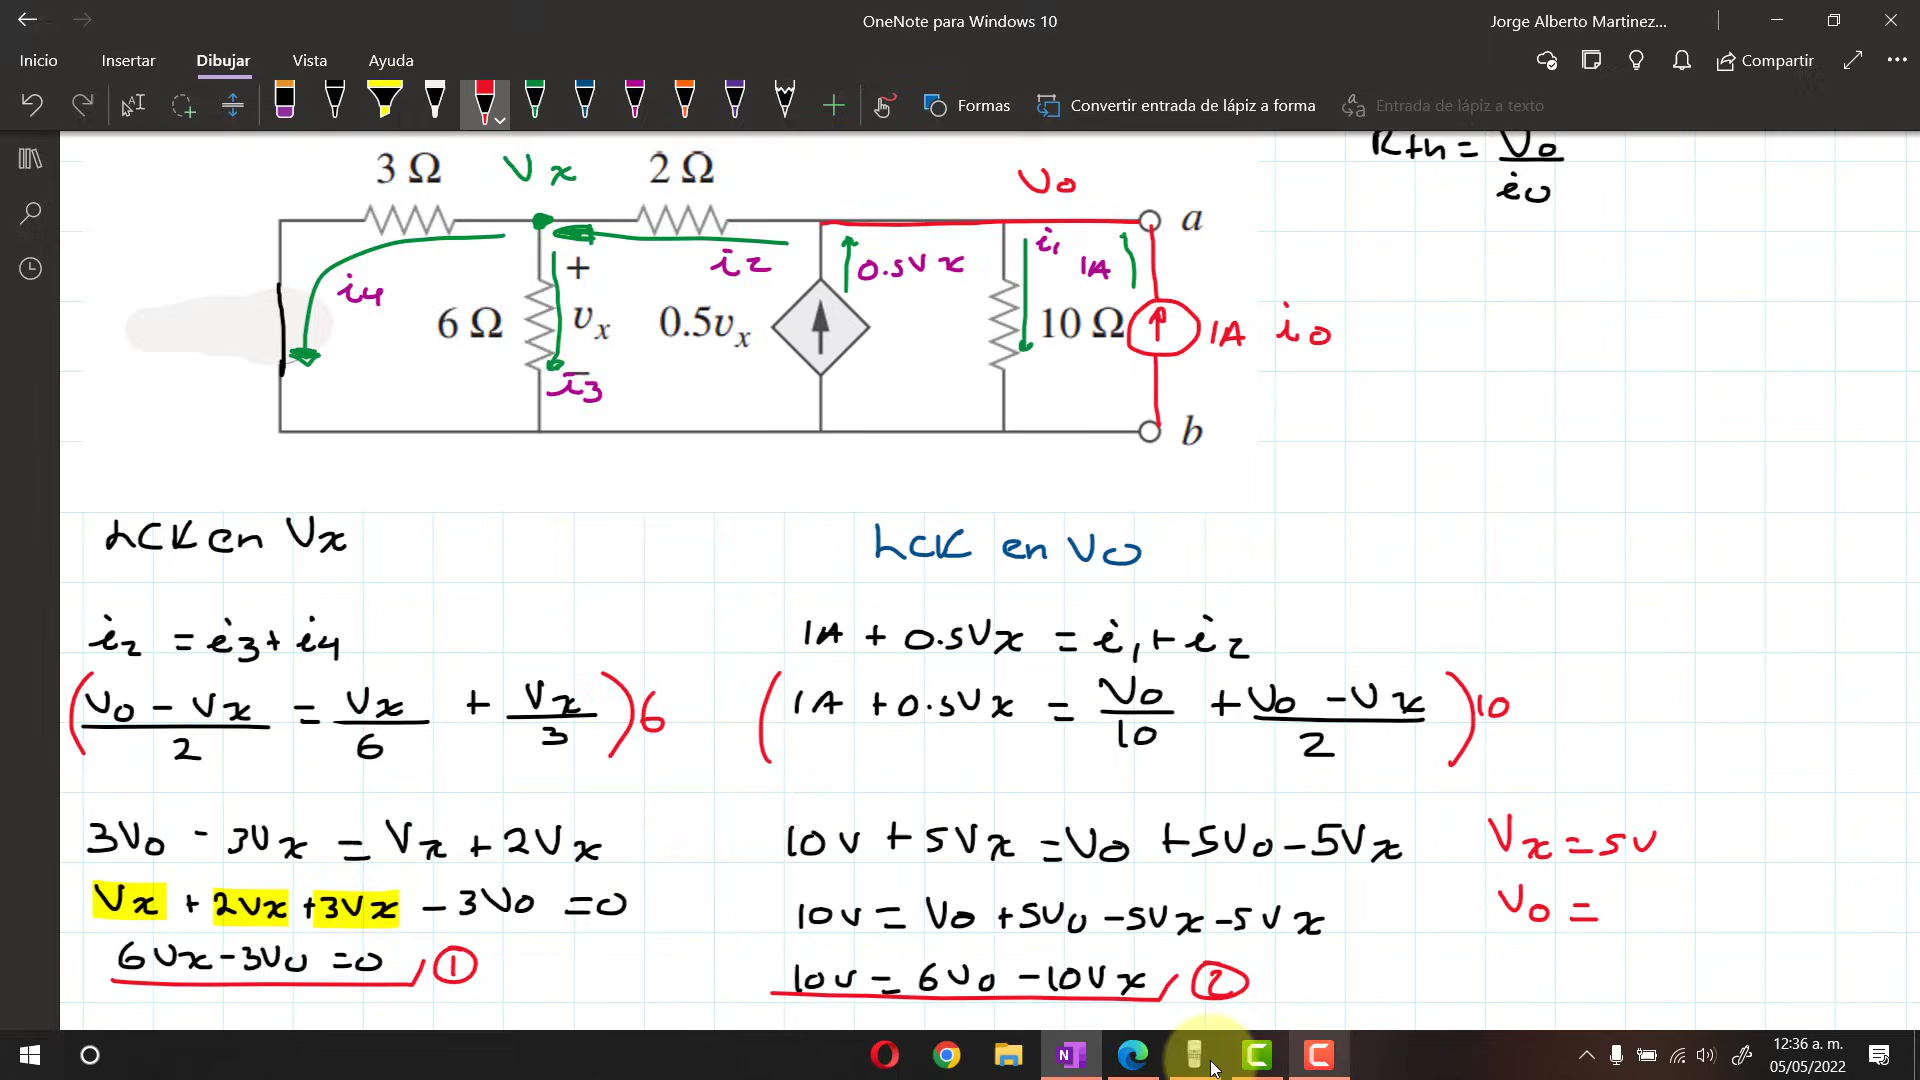 OneNote para Windows 10
Jorge Alberto Martinez...
Inicio
Insertar
Dibujar
Vista
Ayuda
Compartir
Formas
Convertir entrada de lápiz a forma
Entrada de lápiz a texto
Rth = Vo / io
3 Ω
Vx
2 Ω
Vo
a
i4
+
i2
0.5Vx
i1
1A
6 Ω
vx
0.5vx
10 Ω
1A io
−
i3
b
LCK en Vx
LCK en Vo
i2 = i3 + i4
1A + 0.5Vx = i1 + i2
(Vo - Vx / 2 = Vx / 6 + Vx / 3) 6
(1A + 0.5Vx = Vo / 10 + Vo - Vx / 2) 10
3Vo - 3Vx = Vx + 2Vx
10v + 5Vx = Vo + 5Vo - 5Vx
Vx = 5v
Vx + 2Vx + 3Vx - 3Vo = 0
10v = Vo + 5Vo - 5Vx - 5Vx
Vo =
6Vx - 3Vo = 0 1
10v = 6Vo - 10Vx 2
12:36 a. m.
05/05/2022